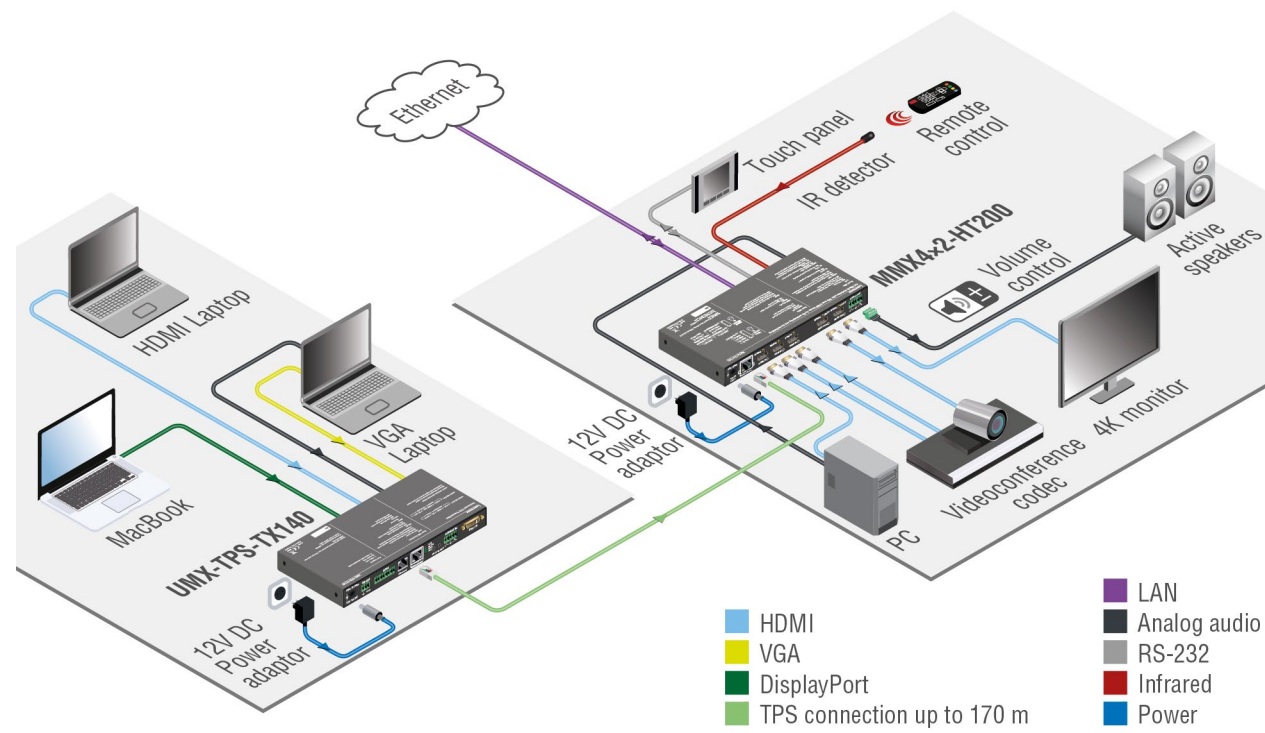 Ethernet
Touch panel
IR detector
Remote
control
MMX4×2-HT200
Volume
control
Active
speakers
HDMI Laptop
VGA
Laptop
MacBook
UMX-TPS-TX140
12V DC
Power
adaptor
12V DC
Power
adaptor
PC
Videoconference
codec
4K monitor
HDMI
VGA
DisplayPort
TPS connection up to 170 m
LAN
Analog audio
RS-232
Infrared
Power